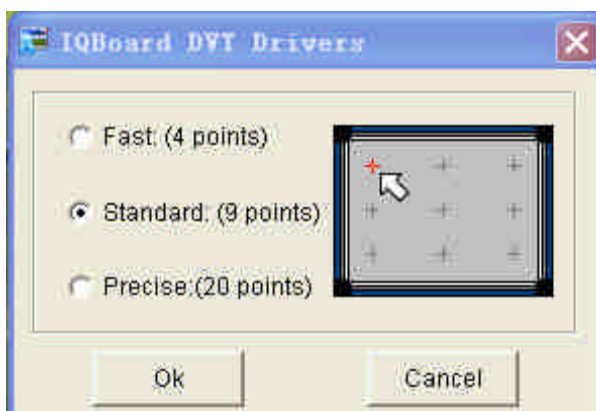 IQBoard DVT Drivers
Fast: (4 points)
Standard: (9 points)
Precise:(20 points)
Ok
Cancel